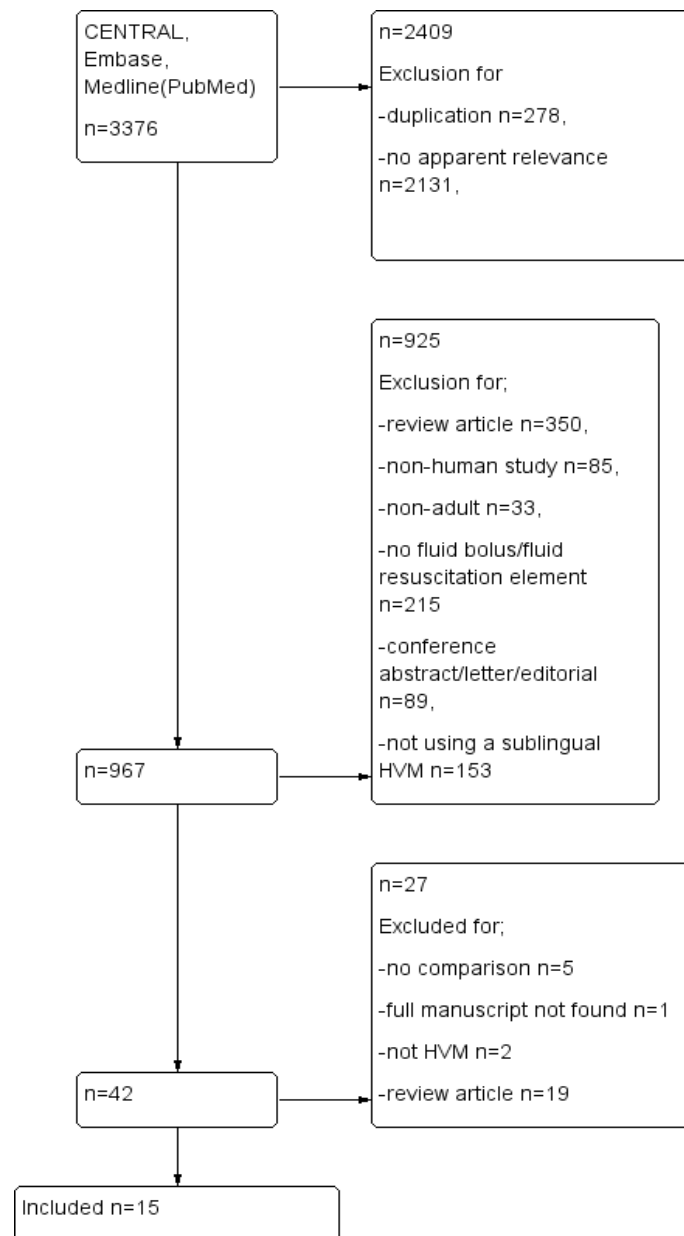 CENTRAL,
Embase,
Medline(PubMed)
n=3376
n=2409
Exclusion for
-duplication n=278,
-no apparent relevance
n=2131,
n=925
Exclusion for;
-review article n=350,
-non-human study n=85,
-non-adult n=33,
-no fluid bolus/fluid
resuscitation element
n=215
-conference
abstract/letter/editorial
n=89,
-not using a sublingual
HVM n=153
n=967
n=27
Excluded for;
-no comparison n=5
-full manuscript not found n=1
-not HVM n=2
-review article n=19
n=42
Included n=15